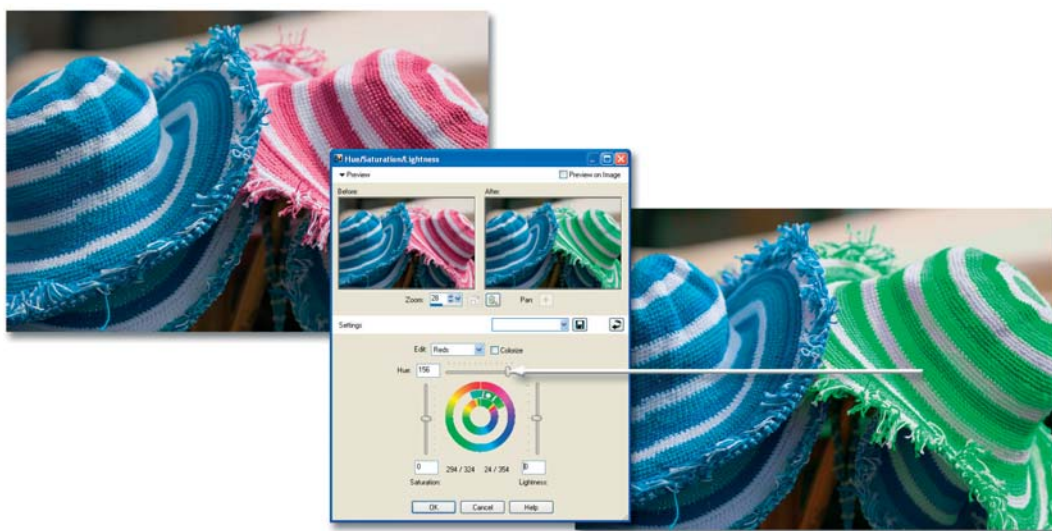 Hue/Saturation/Lightness
Preview
Preview on Image
Before:
After:
Zoom: 28
Pan:
Settings
Edit: Reds
Colorize
Hue: 156
0
294 / 324
24 / 354
0
Saturation:
Lightness:
OK
Cancel
Help